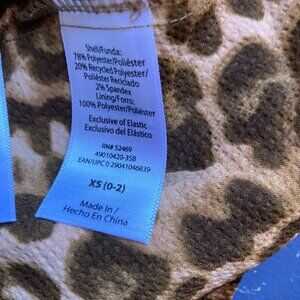 Shell/Funda:
78% Polyester/Poliéster
20% Recycled Polyester/
Poliéster Reciclado
2% Spandex
Lining/Forro:
100% Polyester/Poliéster
Exclusive of Elastic
Exclusivo del Elástico
RN# 52469
49010420-3SB
EAN/UPC 0 29041046839
XS (0-2)
Made In /
Hecho En China